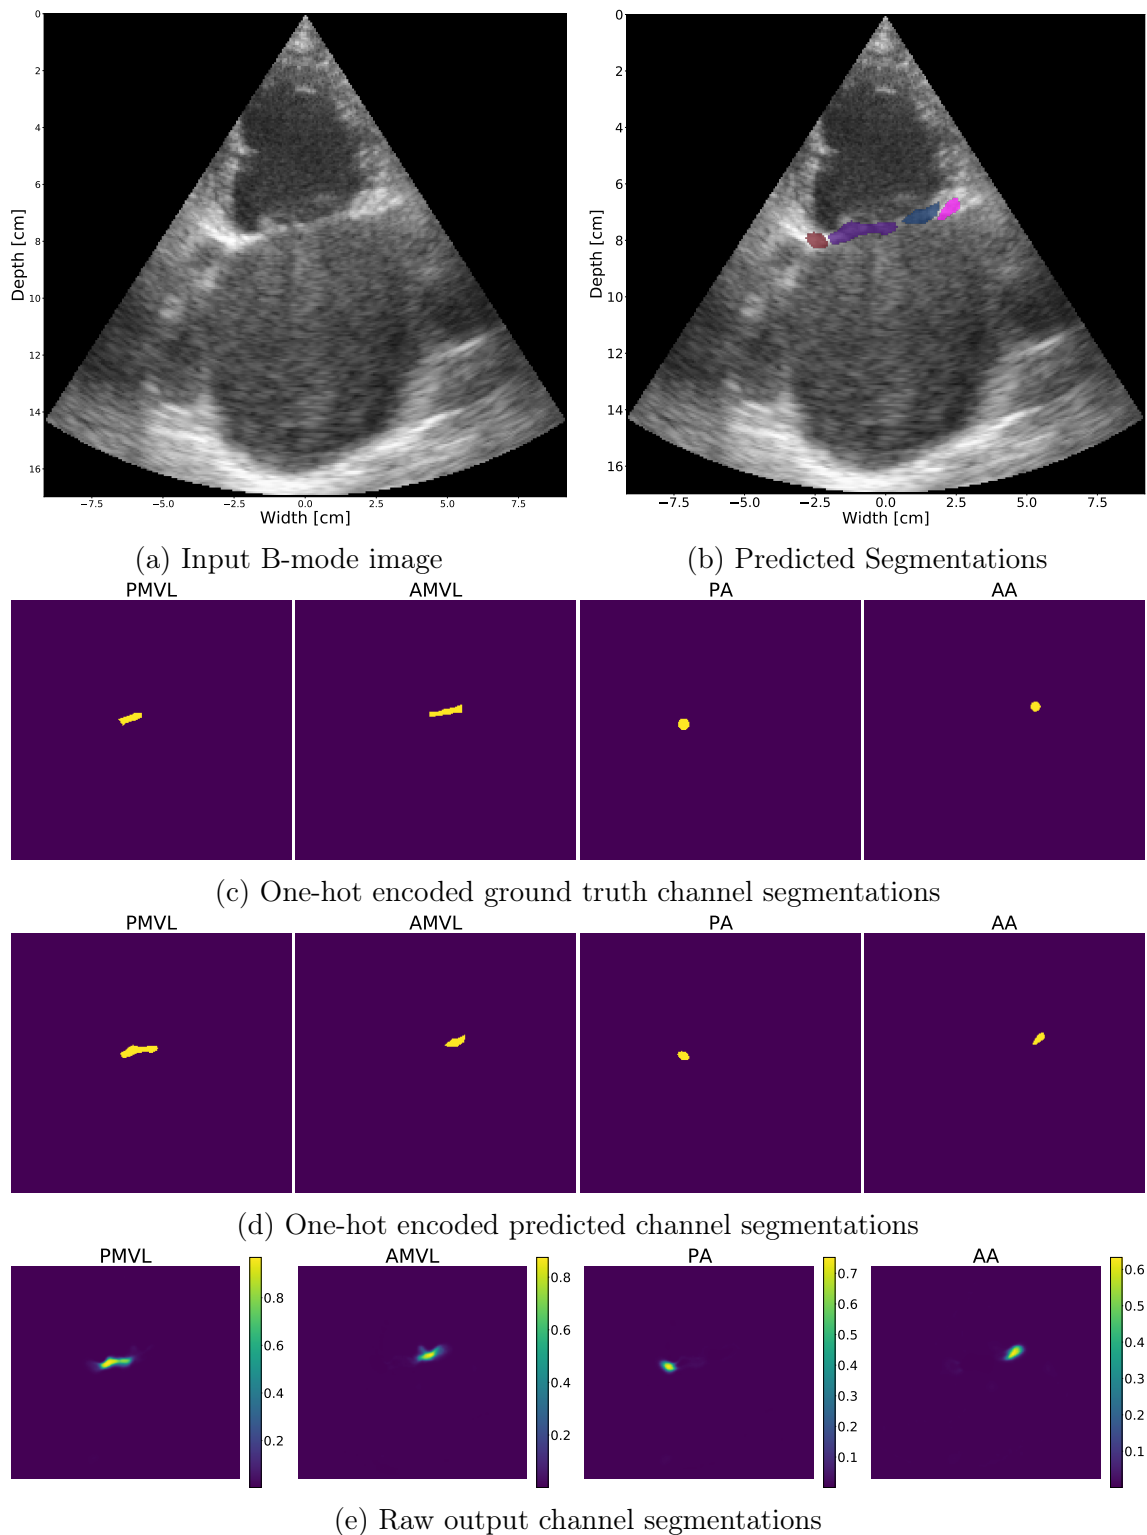 0
2
4
6
8
10
12
14
16
Depth [cm]
−7.5 −5.0 −2.5 0.0 2.5 5.0 7.5
Width [cm]
(a) Input B-mode image
0
2
4
6
8
10
12
14
16
Depth [cm]
−7.5 −5.0 −2.5 0.0 2.5 5.0 7.5
Width [cm]
(b) Predicted Segmentations
PMVL AMVL PA AA
(c) One-hot encoded ground truth channel segmentations
PMVL AMVL PA AA
(d) One-hot encoded predicted channel segmentations
PMVL
0.8
0.6
0.4
0.2
AMVL
0.8
0.6
0.4
0.2
PA
0.7
0.6
0.5
0.4
0.3
0.2
0.1
AA
0.6
0.5
0.4
0.3
0.2
0.1
(e) Raw output channel segmentations